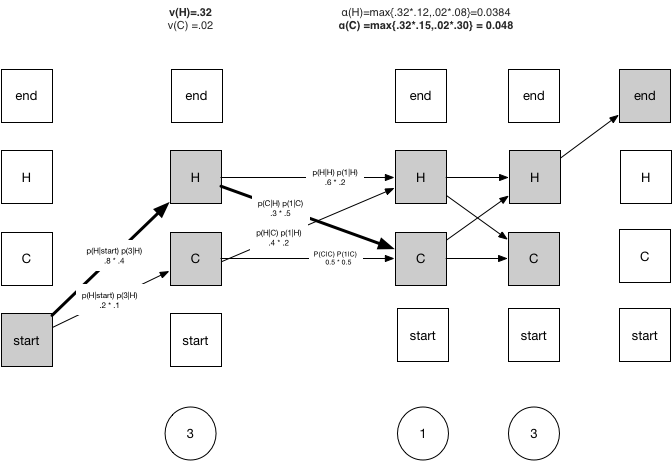 v(H)=.32
v(C) =.02
α(H)=max{.32*.12,.02*.08)=0.0384
α(C) =max{.32*.15,.02*.30} = 0.048
end
end
end
end
end
H
H
H
H
H
p(H|H) p(1|H)
.6 * .2
p(C|H) p(1|C)
.3 * .5
p(H|C) p(1|H)
.4 * .2
p(H|start) p(3|H)
.8 * .4
C
C
P(C|C) P(1|C)
0.5 * 0.5
C
C
C
p(H|start) p(3|H)
.2 * .1
start
start
start
start
start
3
1
3